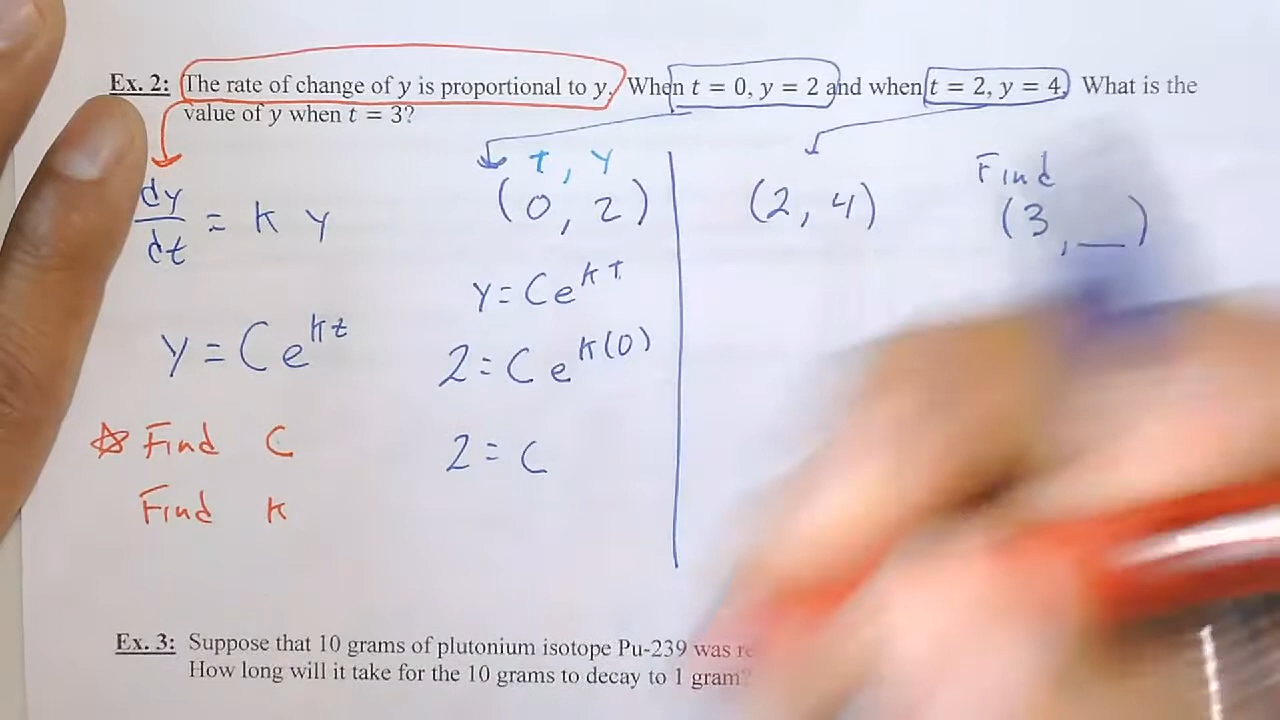 Ex. 2: The rate of change of y is proportional to y. When t = 0, y = 2 and when t = 2, y = 4. What is the
value of y when t = 3?
dy/dt = K y
y = Ce^{kt}
☆ Find C
Find K
T, Y
(0, 2)
Y = Ce^{kt}
2 = Ce^{k(0)}
2 = C
(2, 4)
Find
(3, __)
Ex. 3: Suppose that 10 grams of plutonium isotope Pu-239 was
How long will it take for the 10 grams to decay to 1 gram